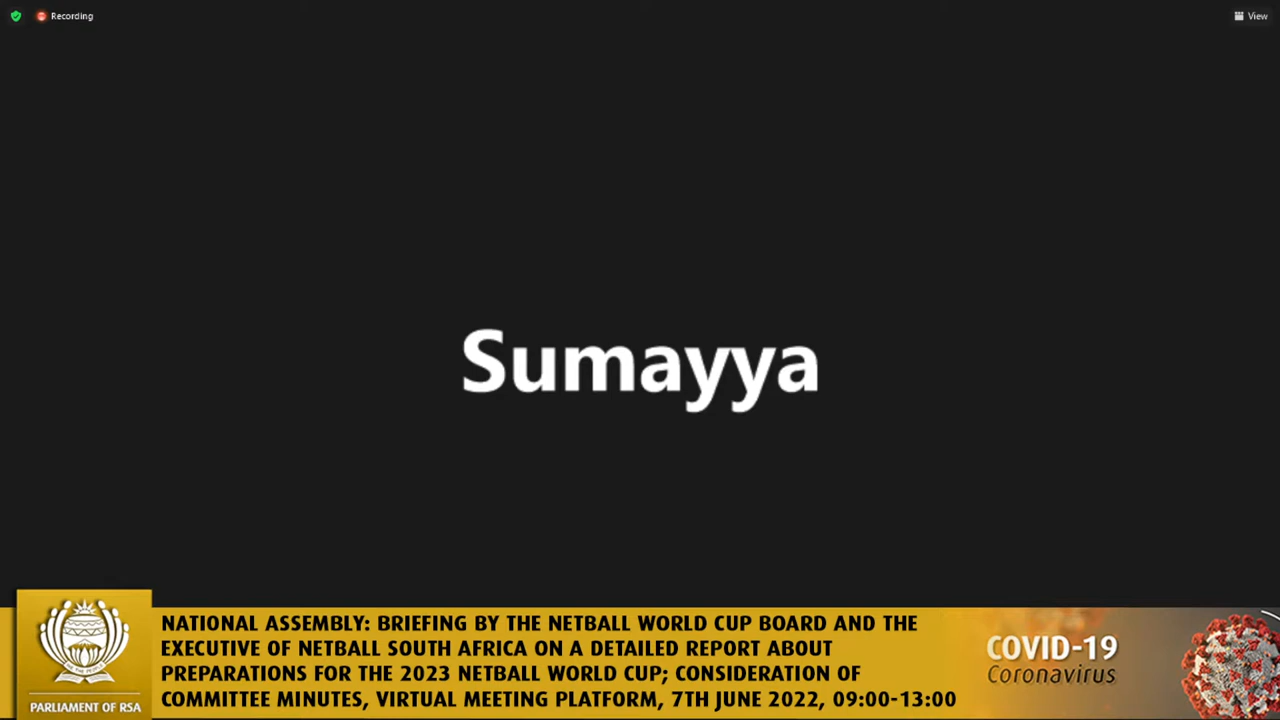 Recording
View
Sumayya
NATIONAL ASSEMBLY: BRIEFING BY THE NETBALL WORLD CUP BOARD AND THE
EXECUTIVE OF NETBALL SOUTH AFRICA ON A DETAILED REPORT ABOUT
PREPARATIONS FOR THE 2023 NETBALL WORLD CUP; CONSIDERATION OF
COMMITTEE MINUTES, VIRTUAL MEETING PLATFORM, 7TH JUNE 2022, 09:00-13:00
PARLIAMENT OF RSA
COVID-19
Coronavirus